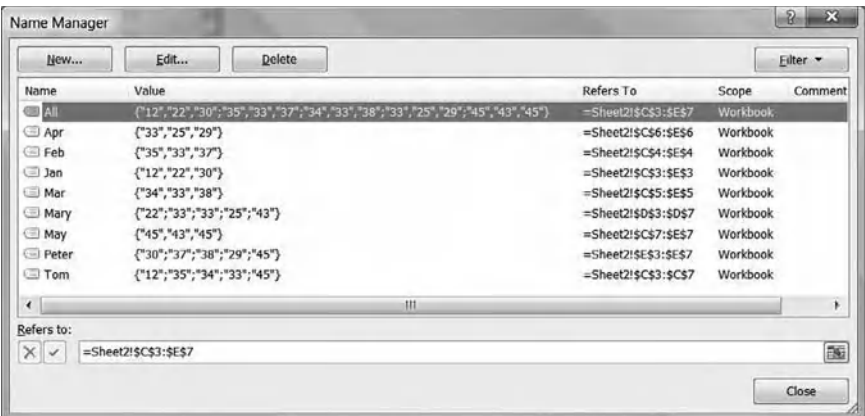 Name Manager
New... Edit... Delete Filter
Name Value Refers To Scope Comment
All {"12","22","30";"35","33","37";"34","33","38";"33","25","29";"45","43","45"} =Sheet2!$C$3:$E$7 Workbook
Apr {"33","25","29"} =Sheet2!$C$6:$E$6 Workbook
Feb {"35","33","37"} =Sheet2!$C$4:$E$4 Workbook
Jan {"12","22","30"} =Sheet2!$C$3:$E$3 Workbook
Mar {"34","33","38"} =Sheet2!$C$5:$E$5 Workbook
Mary {"22";"33";"33";"25";"43"} =Sheet2!$D$3:$D$7 Workbook
May {"45","43","45"} =Sheet2!$C$7:$E$7 Workbook
Peter {"30";"37";"38";"29";"45"} =Sheet2!$E$3:$E$7 Workbook
Tom {"12";"35";"34";"33";"45"} =Sheet2!$C$3:$C$7 Workbook
Refers to:
=Sheet2!$C$3:$E$7
Close